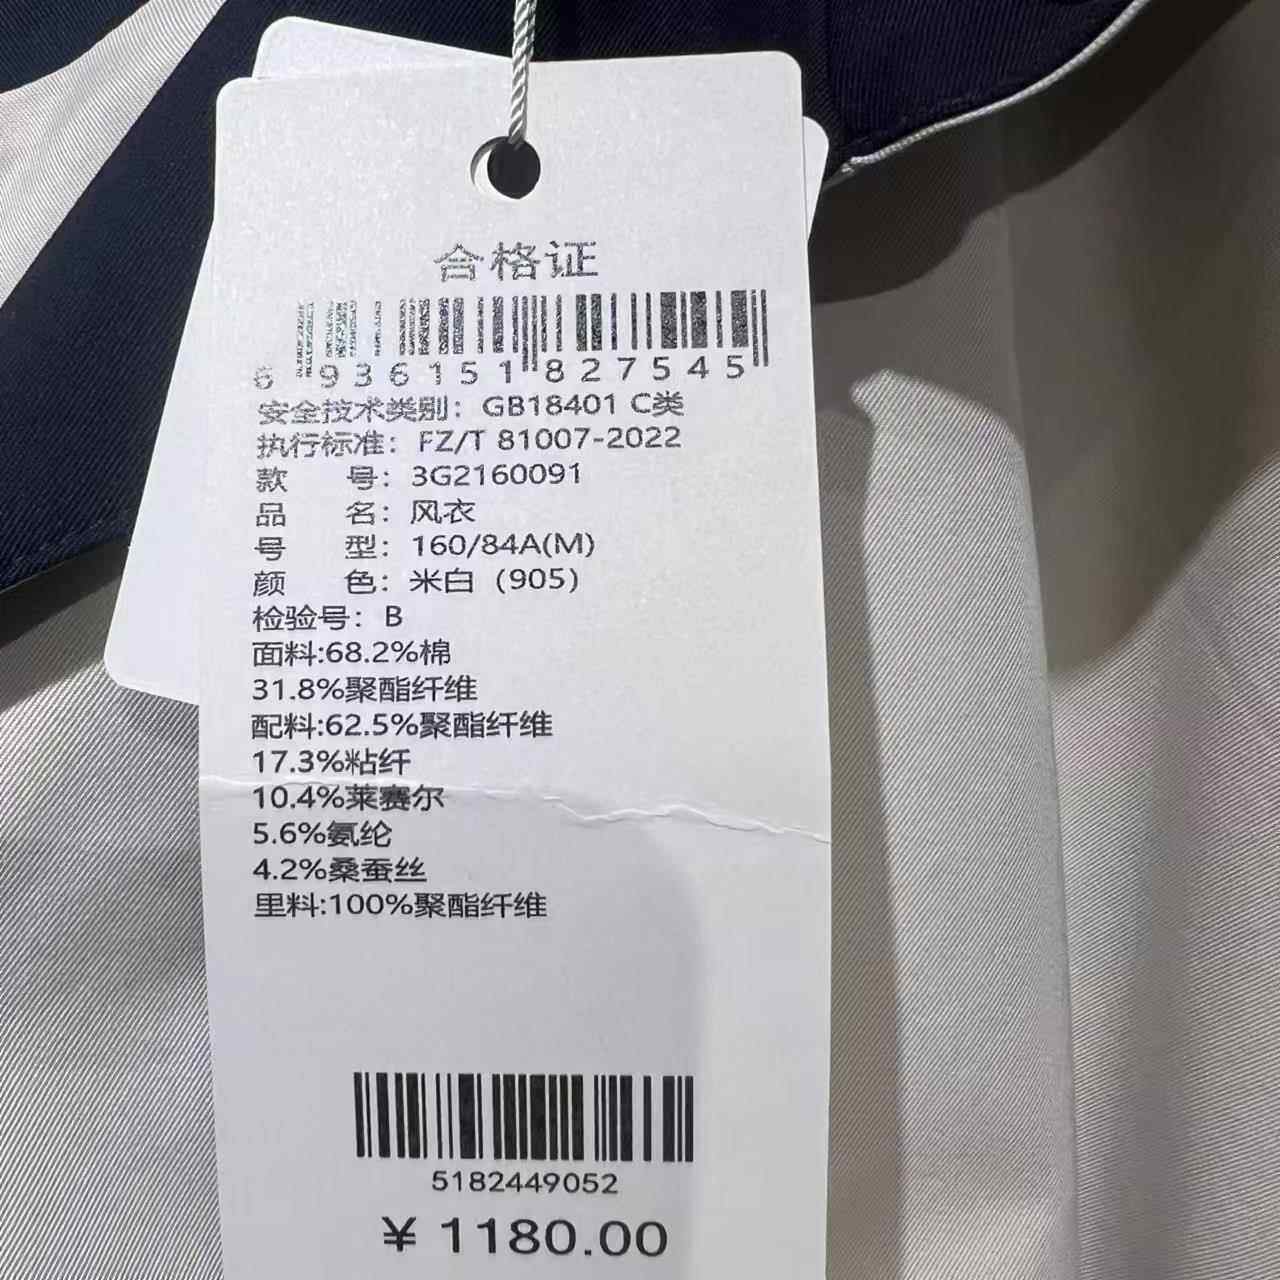 合格证
6 936151 827545
安全技术类别：GB18401 C类
执行标准：FZ/T 81007-2022
款 号：3G2160091
品 名：风衣
号 型：160/84A(M)
颜 色：米白（905）
检验号：B
面料:68.2%棉
31.8%聚酯纤维
配料:62.5%聚酯纤维
17.3%粘纤
10.4%莱赛尔
5.6%氨纶
4.2%桑蚕丝
里料:100%聚酯纤维
5182449052
¥ 1180.00